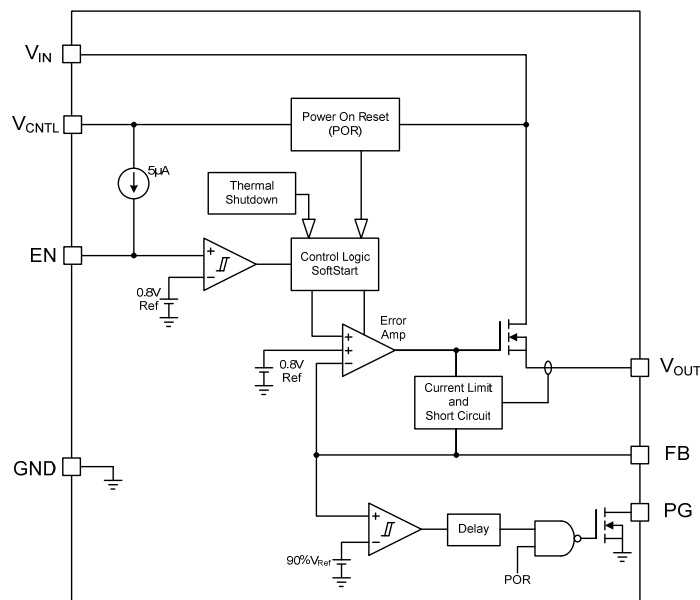 VIN
VCNTL
Power On Reset
(POR)
5µA
Thermal
Shutdown
EN
+
−
Control Logic
SoftStart
0.8V
Ref
Error
Amp
+
+
−
0.8V
Ref
VOUT
Current Limit
and
Short Circuit
FB
GND
PG
+
−
Delay
90%VRef
POR